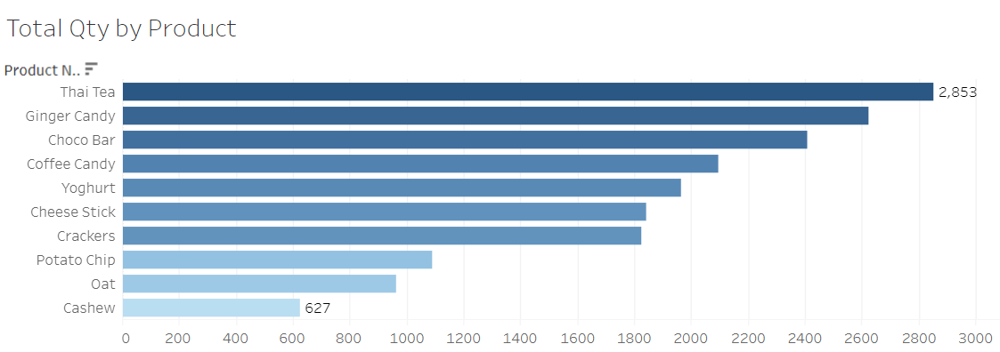 Total Qty by Product
Product N..
Thai Tea 2,853
Ginger Candy
Choco Bar
Coffee Candy
Yoghurt
Cheese Stick
Crackers
Potato Chip
Oat
Cashew 627
0 200 400 600 800 1000 1200 1400 1600 1800 2000 2200 2400 2600 2800 3000